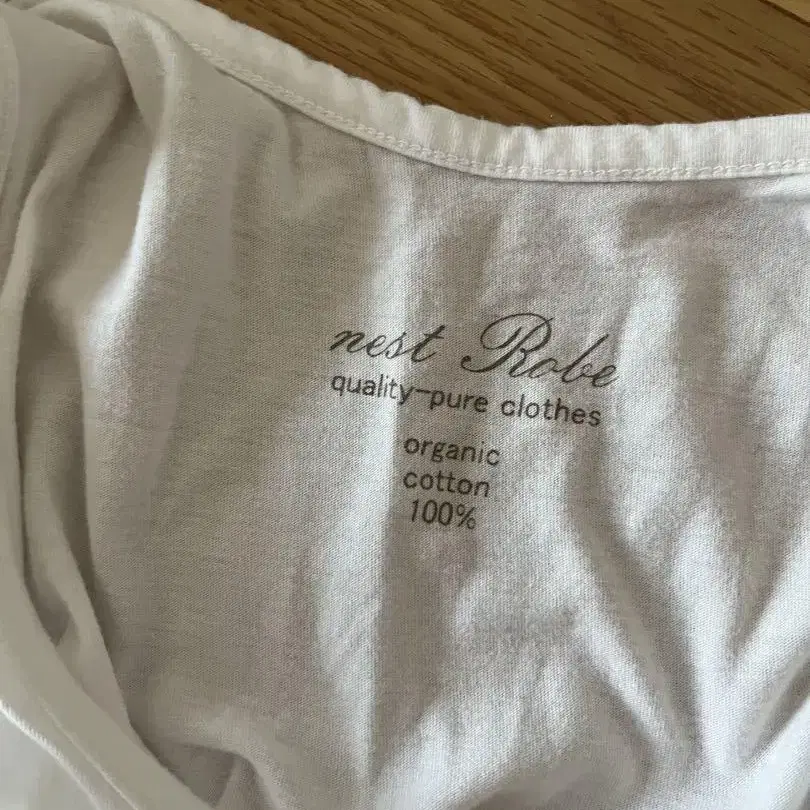 nest Robe
quality-pure clothes
organic
cotton
100%